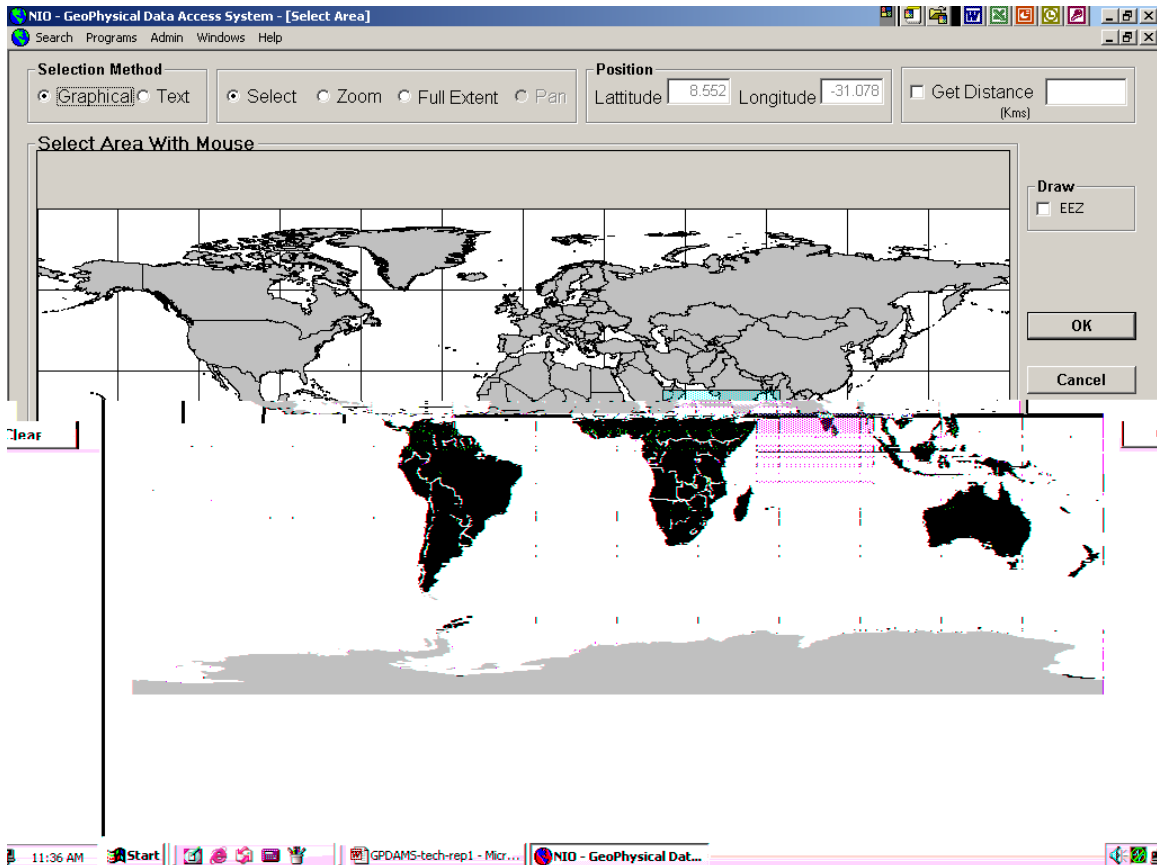 NIO - GeoPhysical Data Access System - [Select Area]
Search Programs Admin Windows Help
Selection Method
Graphical Text
Select Zoom Full Extent Pan
Position
Lattitude 8.552 Longitude -31.078
Get Distance
(Kms)
Select Area With Mouse
Draw
EEZ
OK
Cancel
Clear
11:36 AM
Start
GPDAMS-tech-rep1 - Micr...
NIO - GeoPhysical Dat...